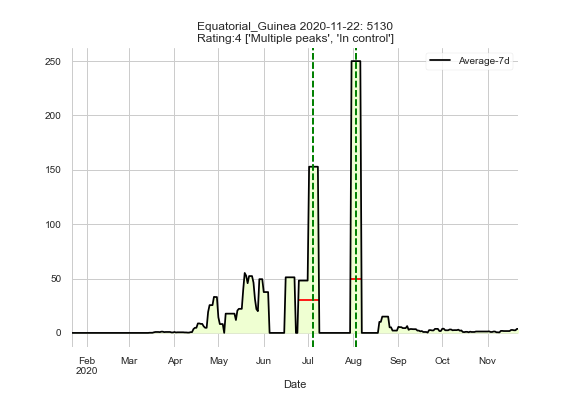 Equatorial_Guinea 2020-11-22: 5130
Rating:4 ['Multiple peaks', 'In control']
Average-7d
250
200
150
100
50
0
Feb Mar Apr May Jun Jul Aug Sep Oct Nov
2020
Date